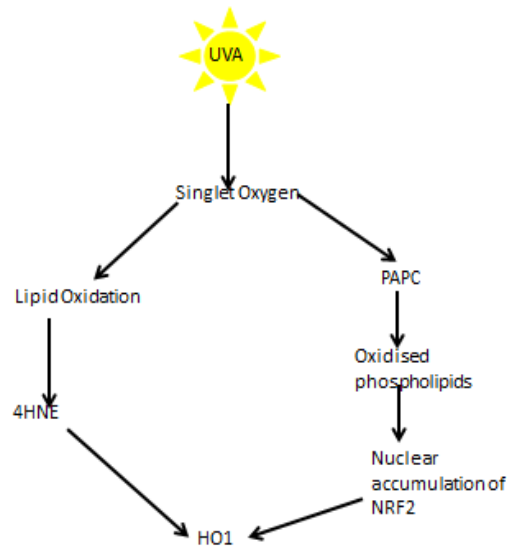 UVA
Singlet Oxygen
PAPC
Lipid Oxidation
Oxidised
phospholipids
4HNE
Nuclear
accumulation of
NRF2
HO1